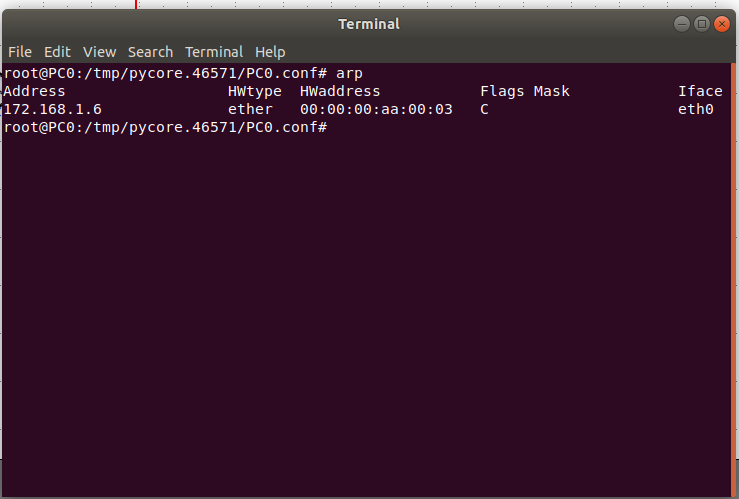 Terminal
File Edit View Search Terminal Help
root@PC0:/tmp/pycore.46571/PC0.conf# arp
Address                  HWtype  HWaddress           Flags Mask            Iface
172.168.1.6              ether   00:00:00:aa:00:03   C                     eth0
root@PC0:/tmp/pycore.46571/PC0.conf#